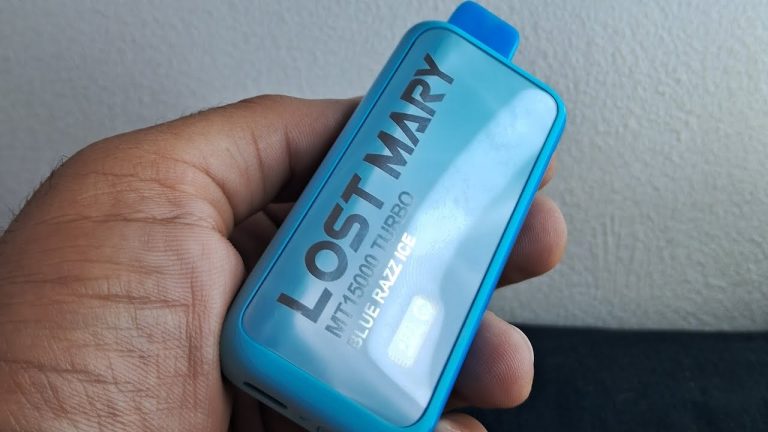 LOST MARY
MT15000 TURBO
BLUE RAZZ ICE